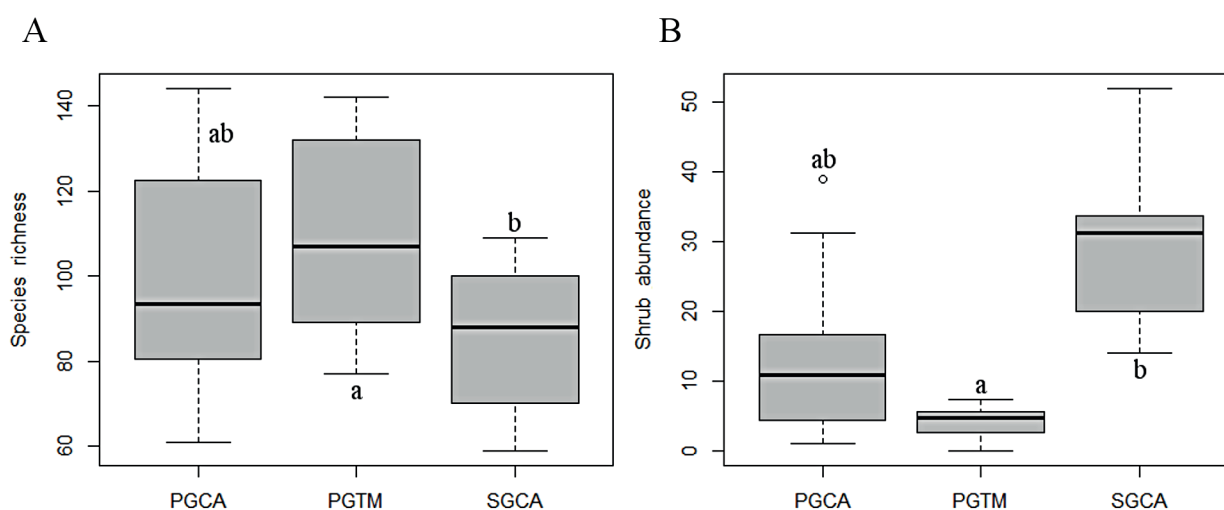 A
B
Species richness
140
120
100
80
60
ab
a
b
PGCA PGTM SGCA
Shrub abundance
50
40
30
20
10
0
ab
a
b
PGCA PGTM SGCA